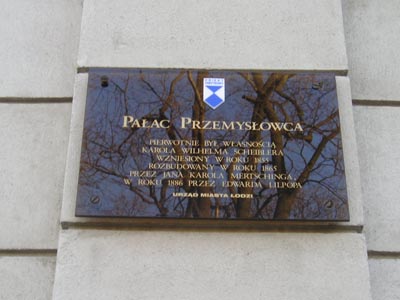 PAŁAC PRZEMYSŁOWCA
PIERWOTNIE BYŁ WŁASNOŚCIĄ
KAROLA WILHELMA SCHEIBLERA
WZNIESIONY W ROKU 1855
ROZBUDOWANY W ROKU 1865
PRZEZ JANA KAROLA MERTSCHINGA,
W ROKU 1886 PRZEZ EDWARDA LILPOPA
URZĄD MIASTA ŁODZI